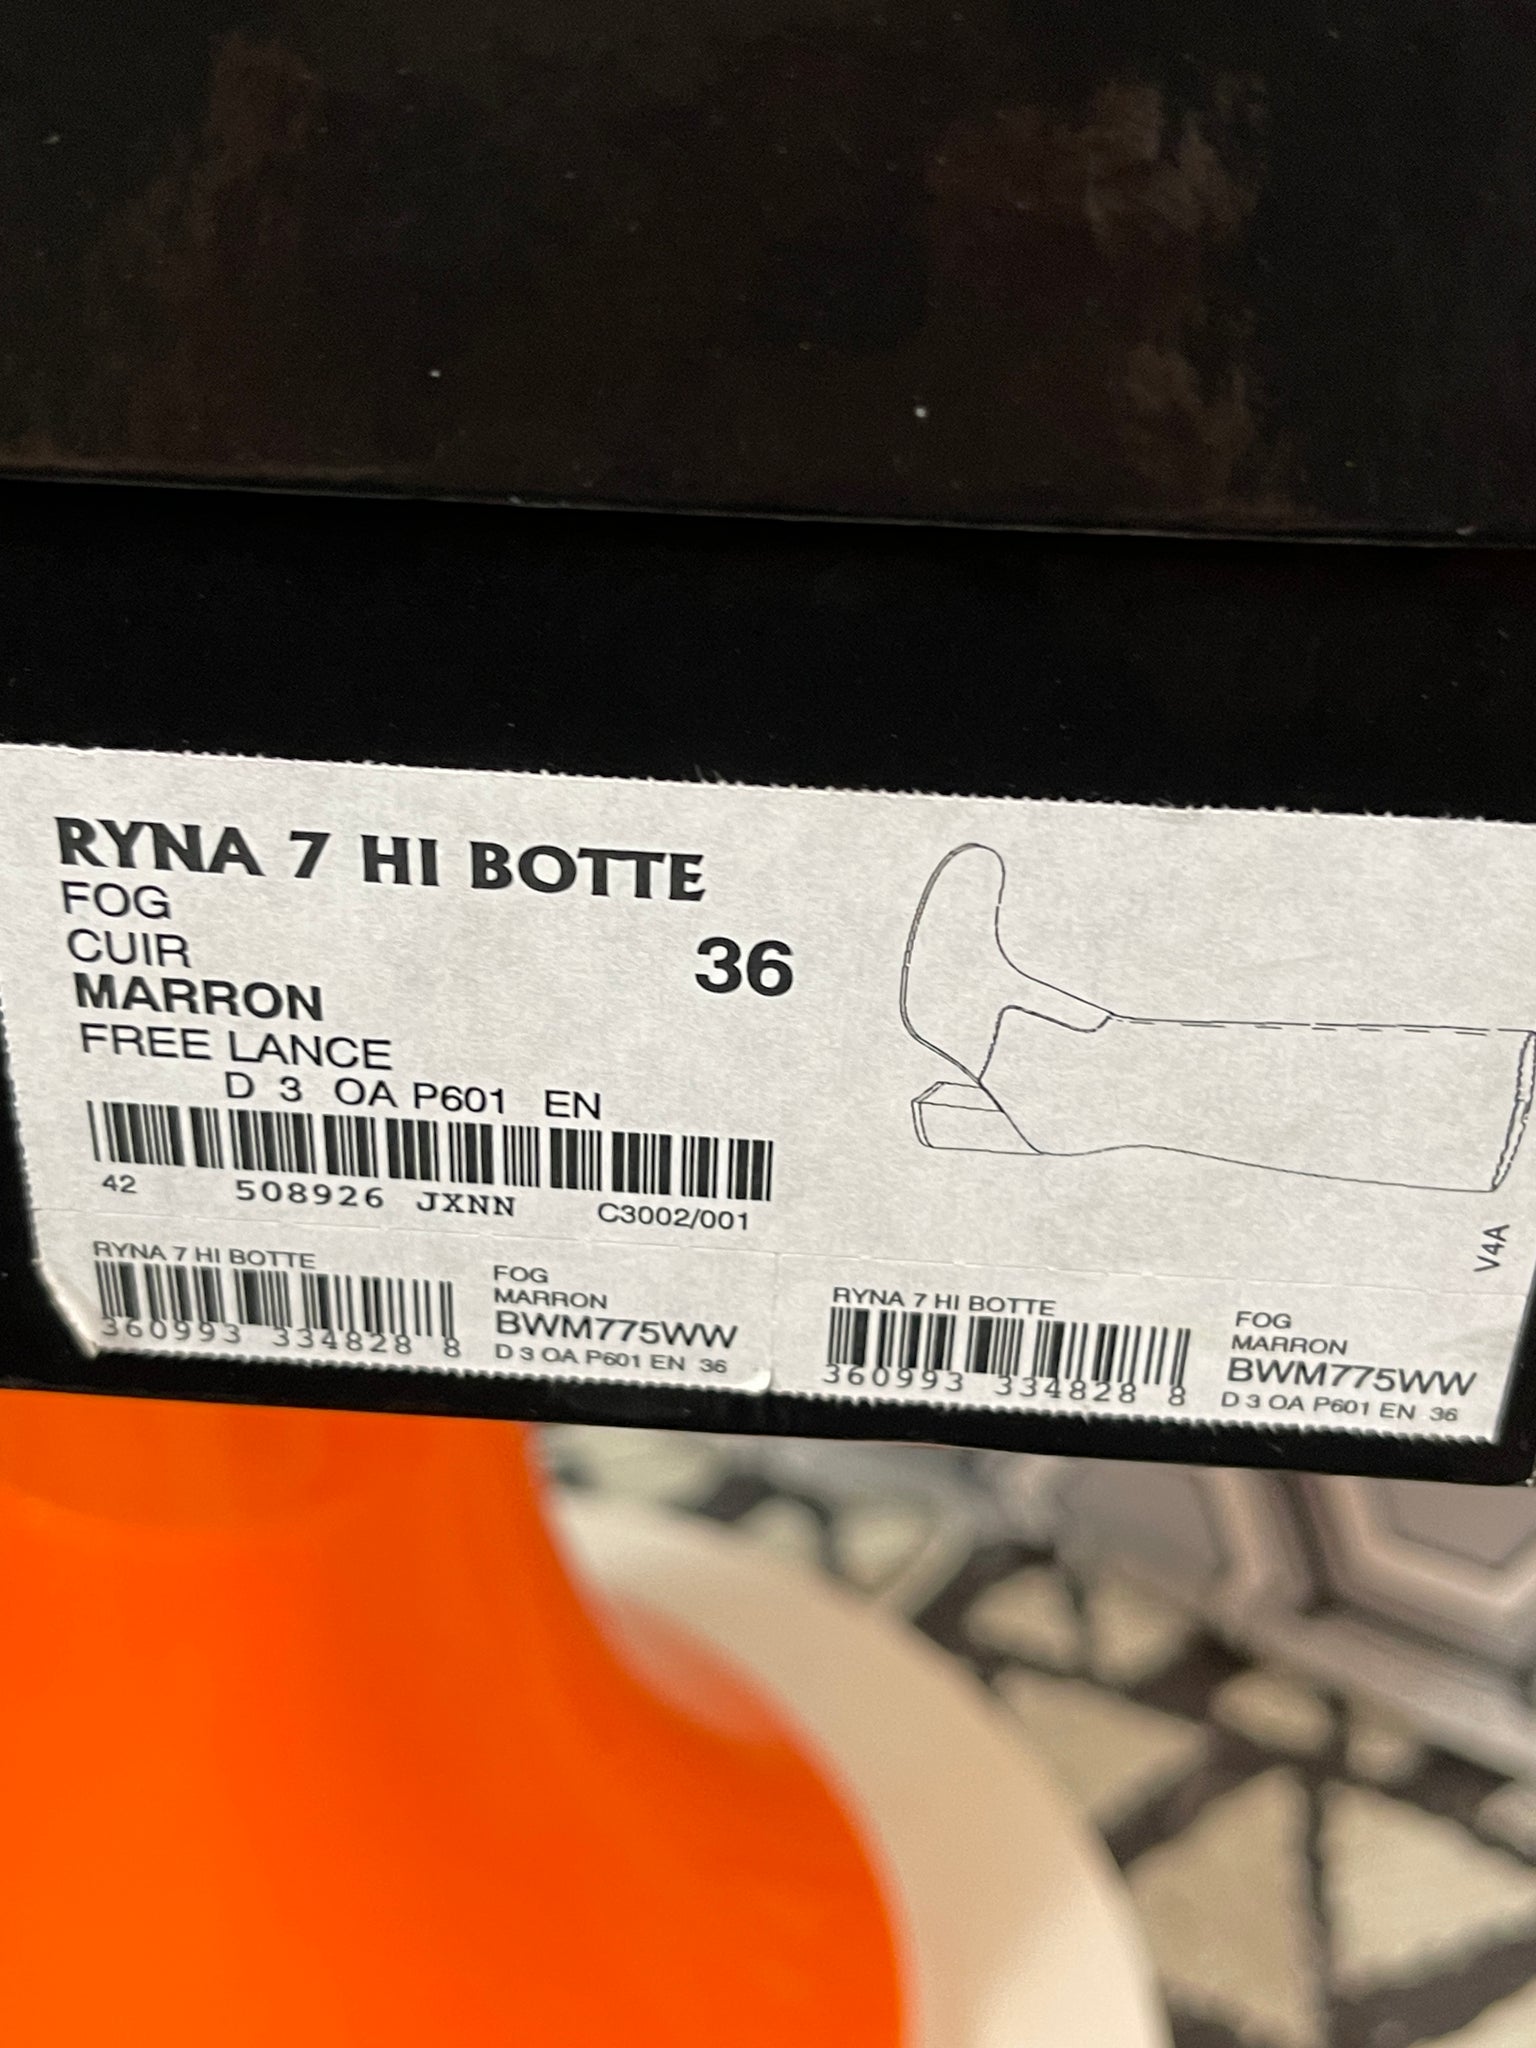 RYNA 7 HI BOTTE
FOG
CUIR
36
MARRON
FREE LANCE
D 3 OA P601 EN
42 508926 JXNN C3002/001
V4A
RYNA 7 HI BOTTE
360993 334828 8
FOG
MARRON
BWM775WW
D 3 OA P601 EN 36
RYNA 7 HI BOTTE
360993 334828 8
FOG
MARRON
BWM775WW
D 3 OA P601 EN 36